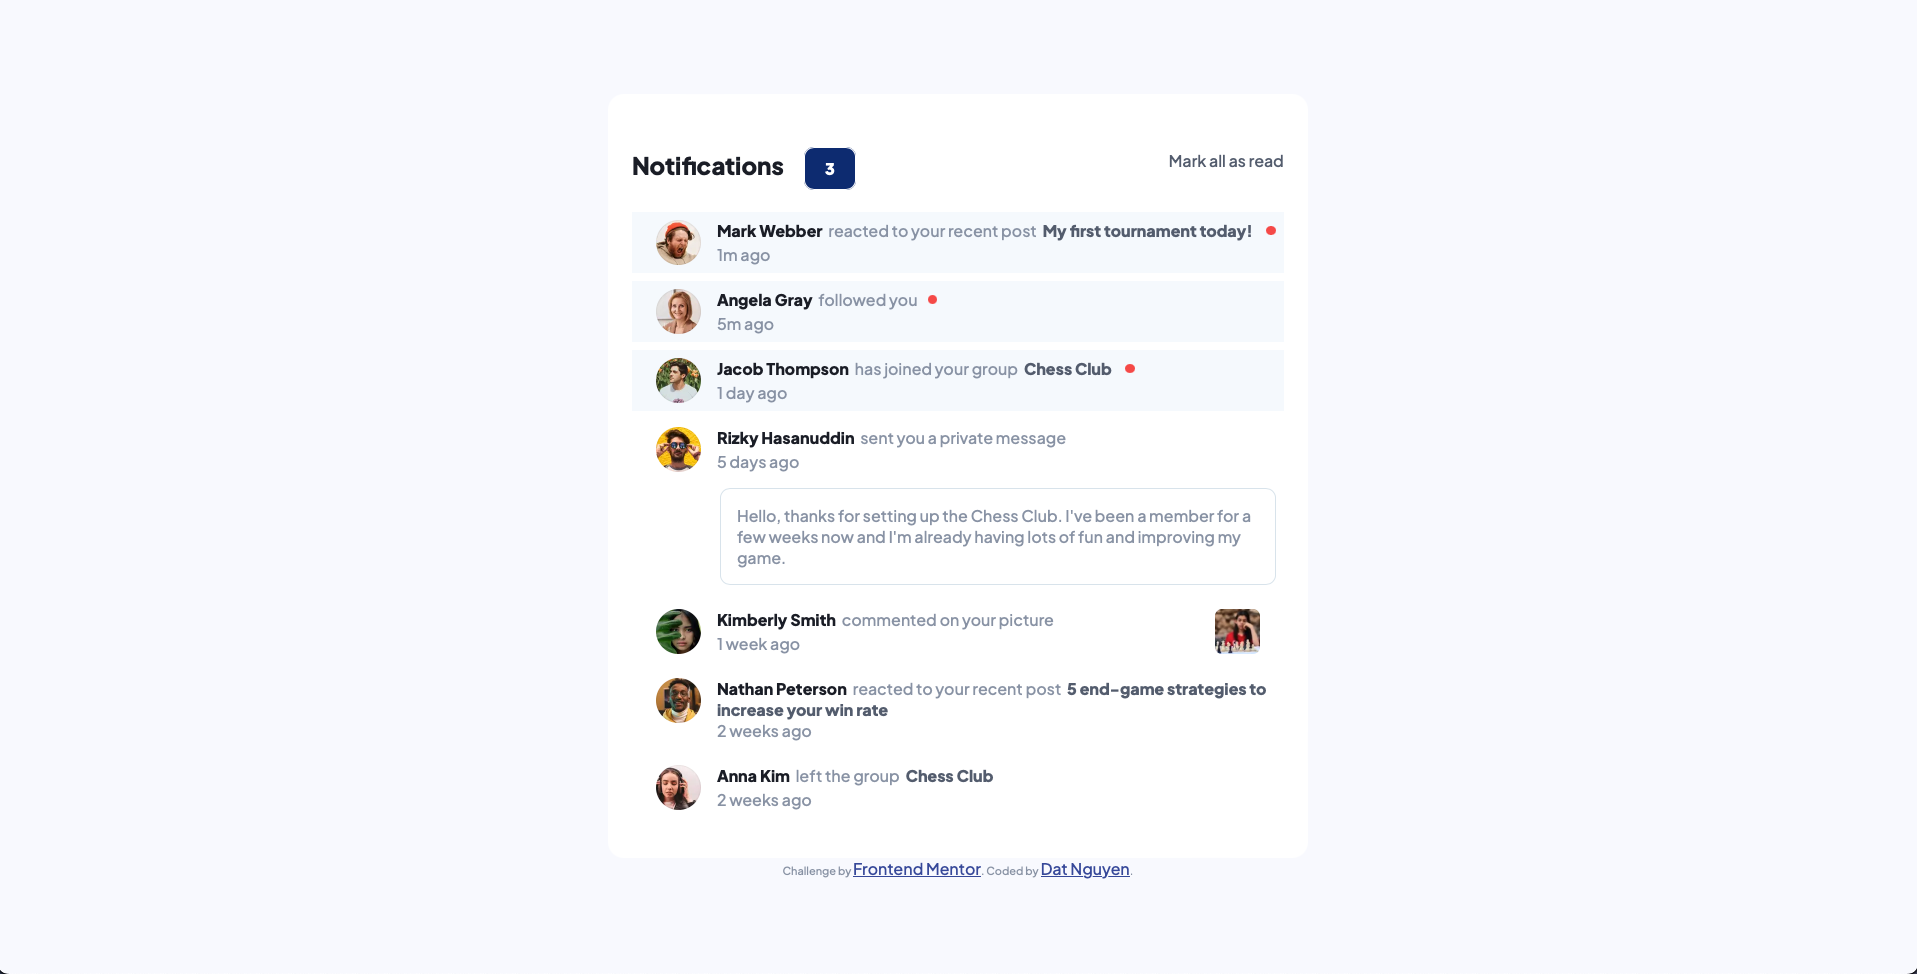 Notifications 3 Mark all as read
Mark Webber reacted to your recent post My first tournament today!
1m ago
Angela Gray followed you
5m ago
Jacob Thompson has joined your group Chess Club
1 day ago
Rizky Hasanuddin sent you a private message
5 days ago
Hello, thanks for setting up the Chess Club. I've been a member for a
few weeks now and I'm already having lots of fun and improving my
game.
Kimberly Smith commented on your picture
1 week ago
Nathan Peterson reacted to your recent post 5 end-game strategies to
increase your win rate
2 weeks ago
Anna Kim left the group Chess Club
2 weeks ago
Challenge by Frontend Mentor. Coded by Dat Nguyen.